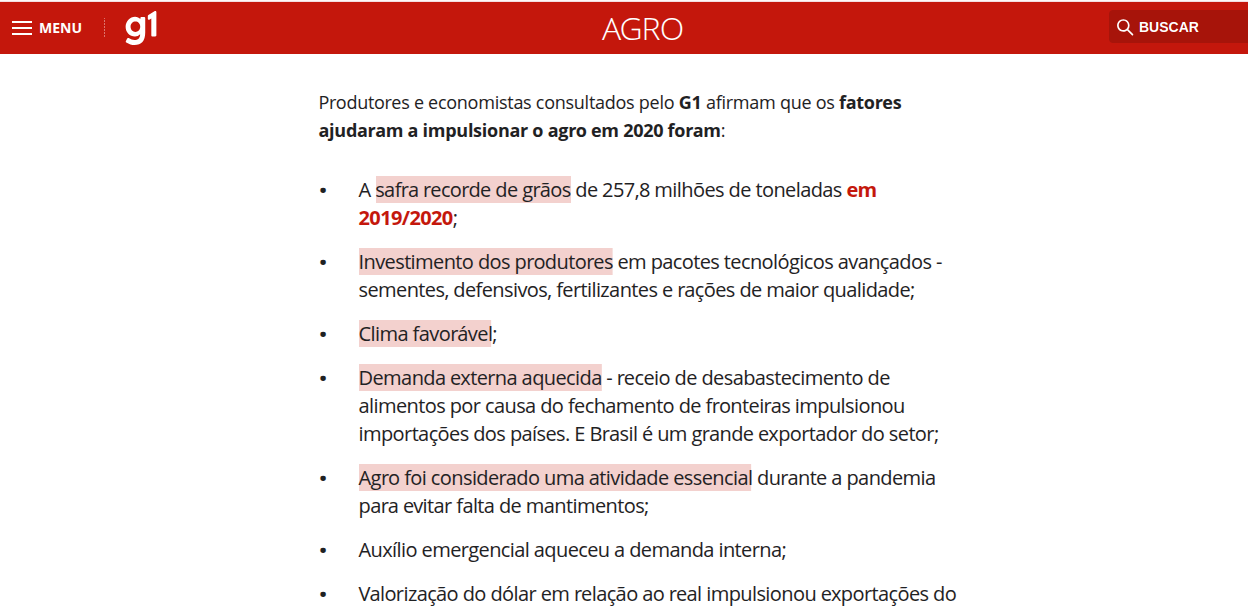 MENU g1 AGRO BUSCAR
Produtores e economistas consultados pelo G1 afirmam que os fatores
ajudaram a impulsionar o agro em 2020 foram:
• A safra recorde de grãos de 257,8 milhões de toneladas em
2019/2020;
• Investimento dos produtores em pacotes tecnológicos avançados -
sementes, defensivos, fertilizantes e rações de maior qualidade;
• Clima favorável;
• Demanda externa aquecida - receio de desabastecimento de
alimentos por causa do fechamento de fronteiras impulsionou
importações dos países. E Brasil é um grande exportador do setor;
• Agro foi considerado uma atividade essencial durante a pandemia
para evitar falta de mantimentos;
• Auxílio emergencial aqueceu a demanda interna;
• Valorização do dólar em relação ao real impulsionou exportações do